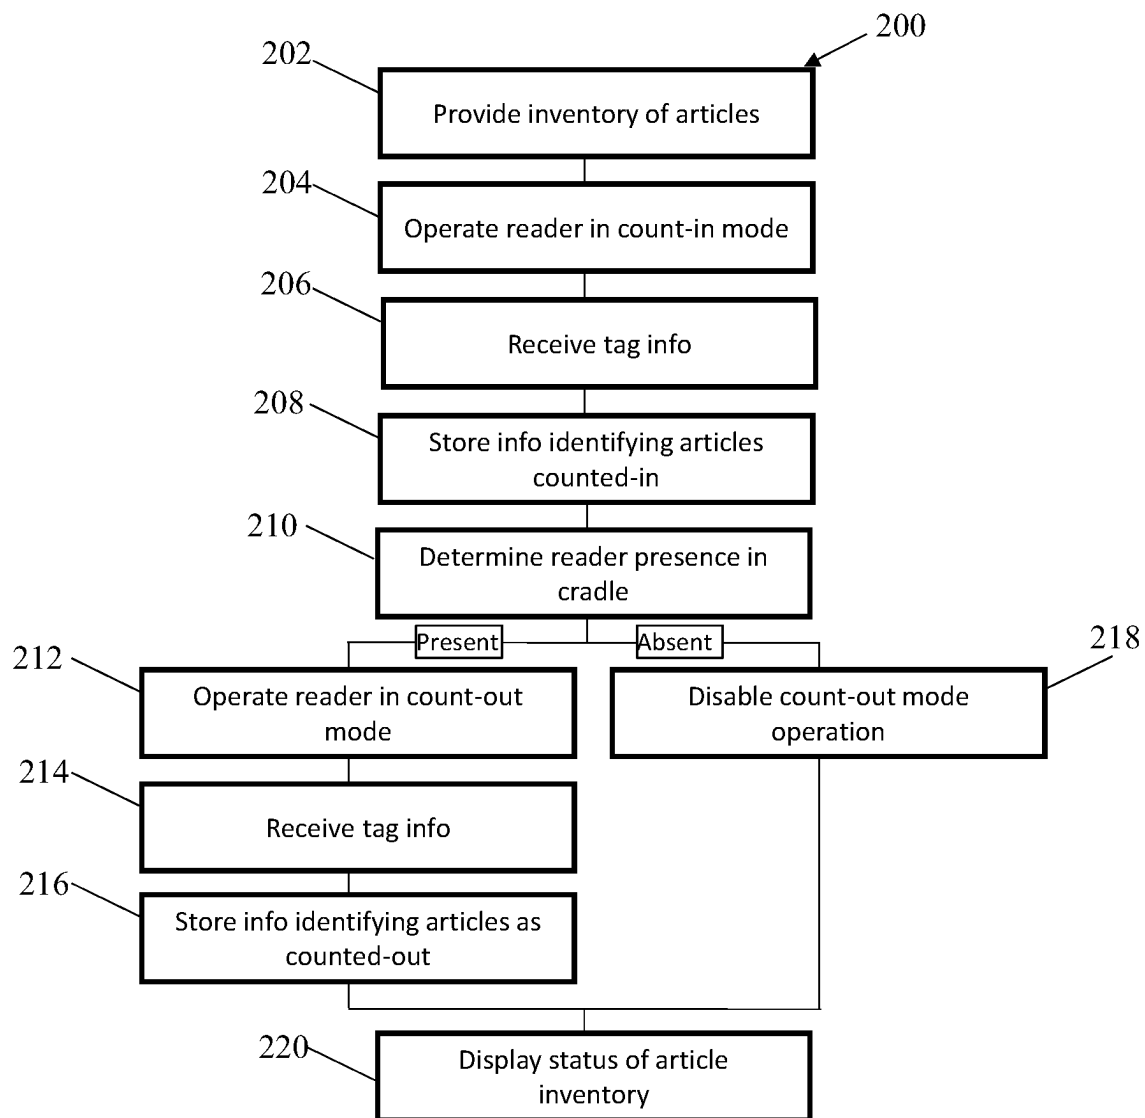 200
202
Provide inventory of articles
204
Operate reader in count-in mode
206
Receive tag info
208
Store info identifying articles
counted-in
210
Determine reader presence in
cradle
Present
Absent
212
Operate reader in count-out
mode
218
Disable count-out mode
operation
214
Receive tag info
216
Store info identifying articles as
counted-out
220
Display status of article
inventory